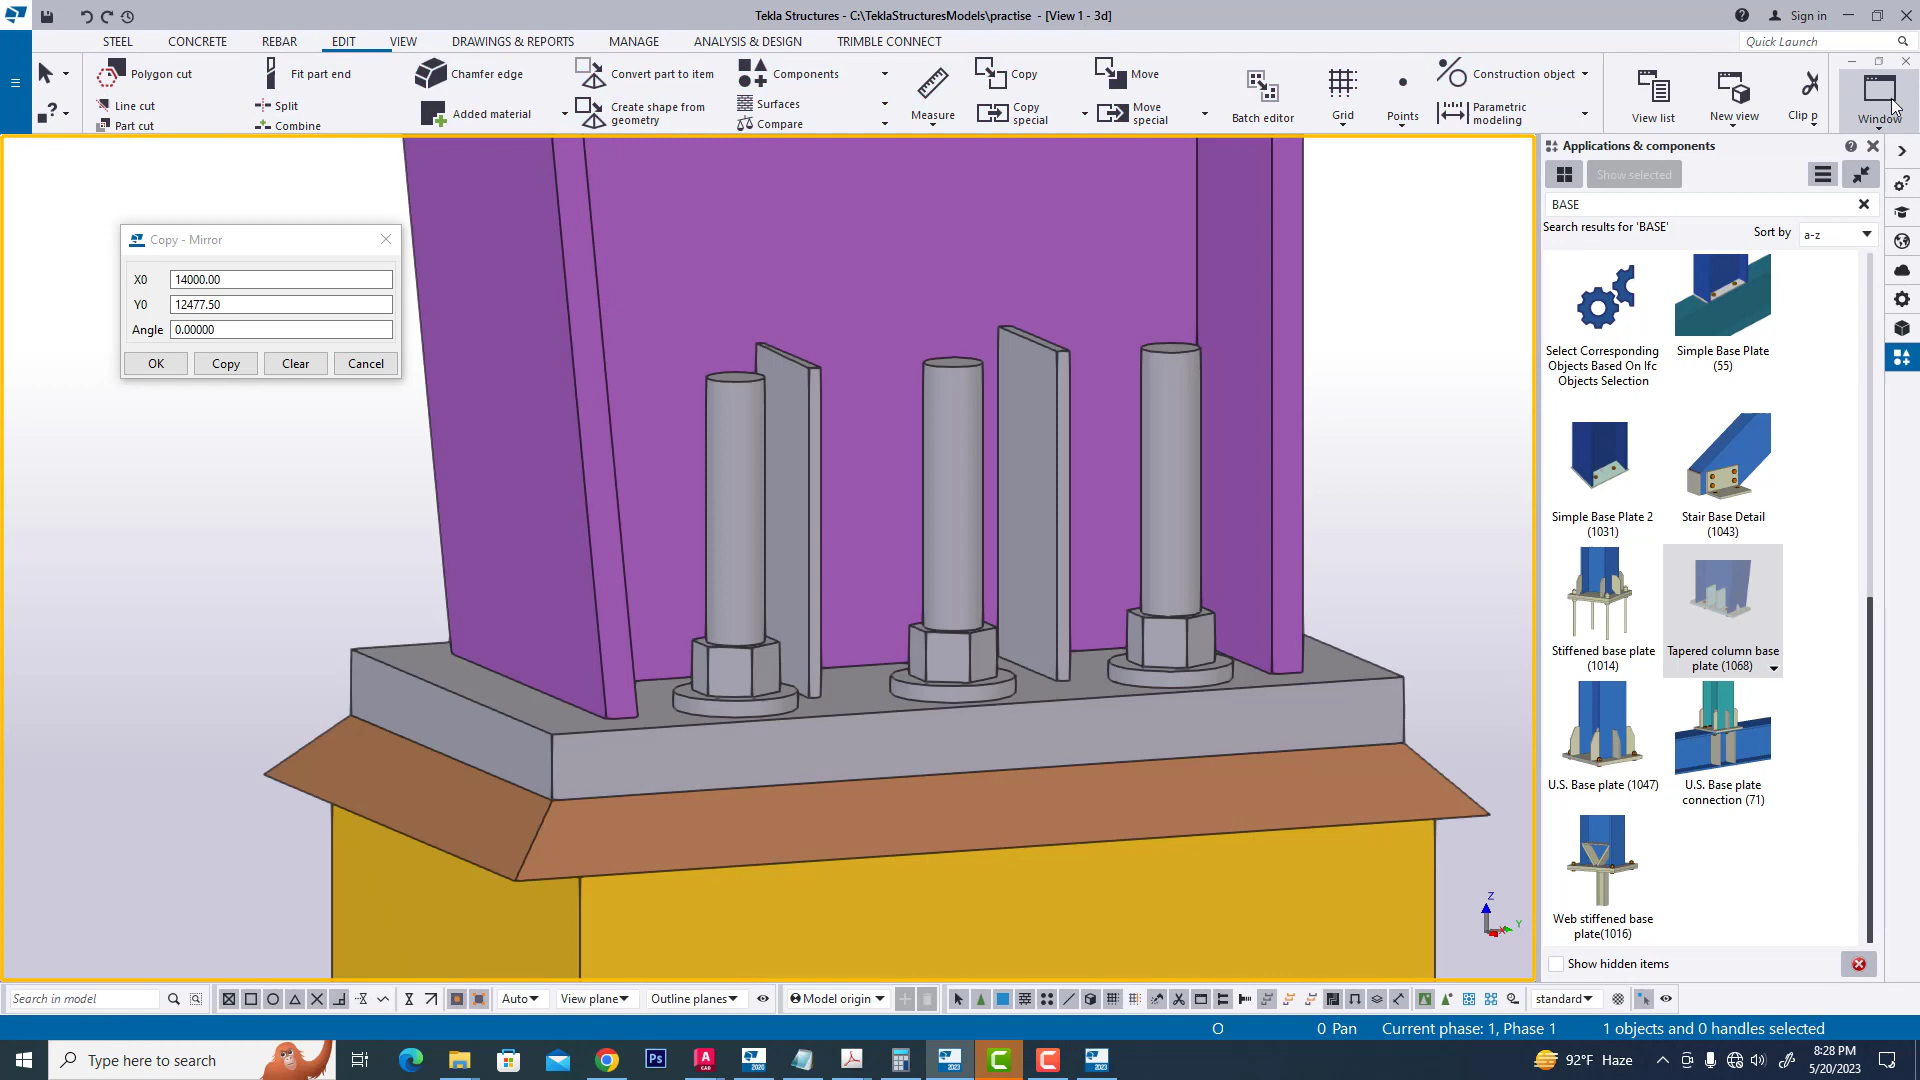 Tekla Structures - C:\TeklaStructuresModels\practise - [View 1 - 3d]
Sign in
STEEL CONCRETE REBAR EDIT VIEW DRAWINGS & REPORTS MANAGE ANALYSIS & DESIGN TRIMBLE CONNECT
Quick Launch
Polygon cut
Line cut
Part cut
Fit part end
Split
Combine
Chamfer edge
Added material
Convert part to item
Create shape from
geometry
Components
Surfaces
Compare
Measure
Copy
Copy
special
Move
Move
special
Batch editor
Grid
Points
Construction object
Parametric
modeling
View list
New view
Clip p
Window
Copy - Mirror
X0 14000.00
Y0 12477.50
Angle 0.00000
OK Copy Clear Cancel
Applications & components
Show selected
BASE
Search results for 'BASE'
Sort by a-z
Select Corresponding
Objects Based On Ifc
Objects Selection
Simple Base Plate
(55)
Simple Base Plate 2
(1031)
Stair Base Detail
(1043)
Stiffened base plate
(1014)
Tapered column base
plate (1068)
U.S. Base plate (1047)
U.S. Base plate
connection (71)
Web stiffened base
plate(1016)
Show hidden items
Z
Y
X
Search in model
Auto
View plane
Outline planes
Model origin
standard
O 0 Pan Current phase: 1, Phase 1 1 objects and 0 handles selected
Type here to search
92°F Haze
8:28 PM
5/20/2023